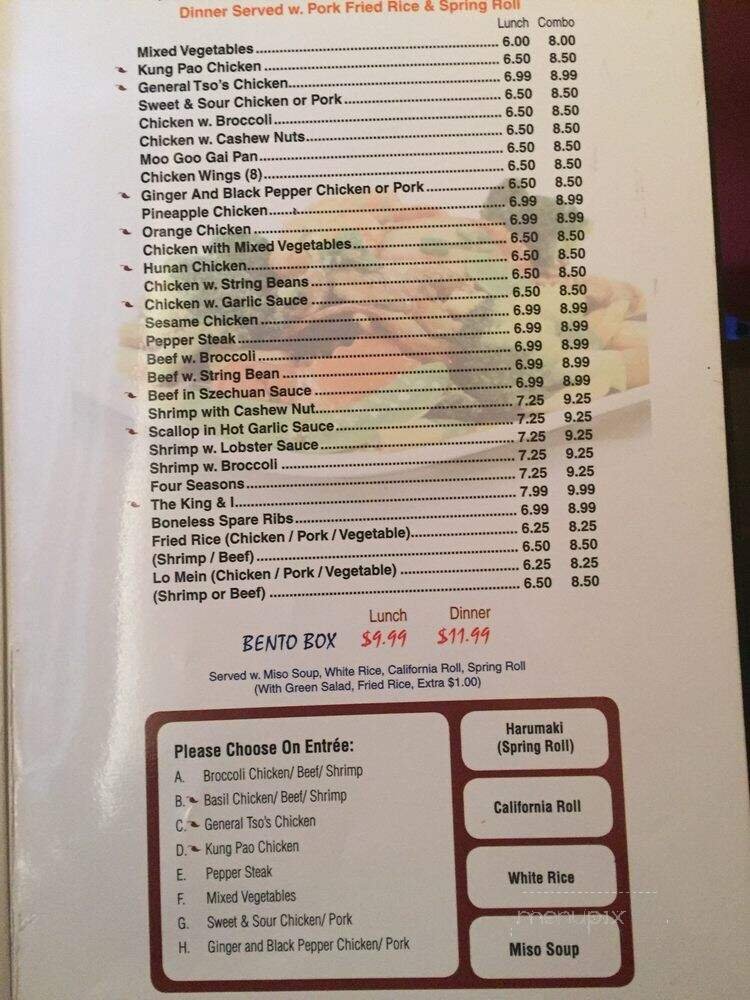 Dinner Served w. Pork Fried Rice & Spring Roll
Lunch Combo
Mixed Vegetables 6.00 8.00
Kung Pao Chicken 6.50 8.50
General Tso's Chicken 6.99 8.99
Sweet & Sour Chicken or Pork 6.50 8.50
Chicken w. Broccoli 6.50 8.50
Chicken w. Cashew Nuts 6.50 8.50
Moo Goo Gai Pan 6.50 8.50
Chicken Wings (8) 6.50 8.50
Ginger And Black Pepper Chicken or Pork 6.50 8.50
Pineapple Chicken 6.99 8.99
Orange Chicken 6.99 8.99
Chicken with Mixed Vegetables 6.50 8.50
Hunan Chicken 6.50 8.50
Chicken w. String Beans 6.50 8.50
Chicken w. Garlic Sauce 6.50 8.50
Sesame Chicken 6.99 8.99
Pepper Steak 6.99 8.99
Beef w. Broccoli 6.99 8.99
Beef w. String Bean 6.99 8.99
Beef in Szechuan Sauce 6.99 8.99
Shrimp with Cashew Nut 7.25 9.25
Scallop in Hot Garlic Sauce 7.25 9.25
Shrimp w. Lobster Sauce 7.25 9.25
Shrimp w. Broccoli 7.25 9.25
Four Seasons 7.25 9.25
The King & I 7.99 9.99
Boneless Spare Ribs 6.99 8.99
Fried Rice (Chicken / Pork / Vegetable) 6.25 8.25
(Shrimp / Beef) 6.50 8.50
Lo Mein (Chicken / Pork / Vegetable) 6.25 8.25
(Shrimp or Beef) 6.50 8.50
Lunch Dinner
BENTO BOX $9.99 $11.99
Served w. Miso Soup, White Rice, California Roll, Spring Roll
(With Green Salad, Fried Rice, Extra $1.00)
Please Choose On Entrée:
A. Broccoli Chicken/ Beef/ Shrimp
B. Basil Chicken/ Beef/ Shrimp
C. General Tso's Chicken
D. Kung Pao Chicken
E. Pepper Steak
F. Mixed Vegetables
G. Sweet & Sour Chicken/ Pork
H. Ginger and Black Pepper Chicken/ Pork
Harumaki
(Spring Roll)
California Roll
White Rice
menupix
Miso Soup